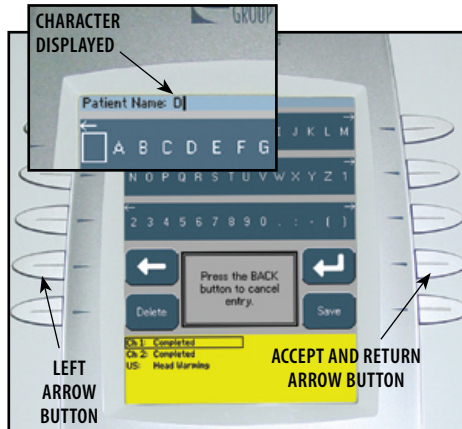 GROUP
CHARACTER
DISPLAYED
Patient Name: D
A B C D E F G
I J K L M
N O P Q R S T U V W X Y Z 1
2 3 4 5 6 7 8 9 0 . : - ( )
Press the BACK
button to cancel
entry.
Delete
Save
Ch 1: Completed
Ch 2: Completed
US: Head Warming
LEFT
ARROW
BUTTON
ACCEPT AND RETURN
ARROW BUTTON